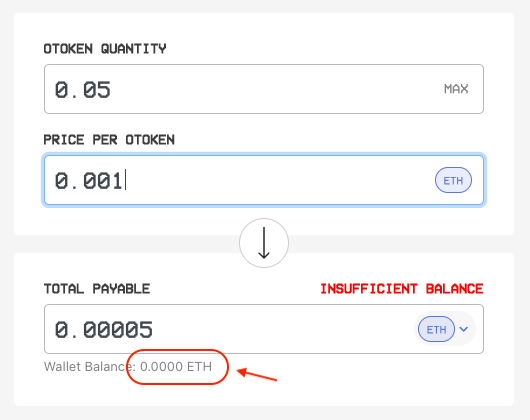 OTOKEN QUANTITY
0.05 MAX
PRICE PER OTOKEN
0.001 ETH
TOTAL PAYABLE INSUFFICIENT BALANCE
0.00005 ETH
Wallet Balance: 0.0000 ETH